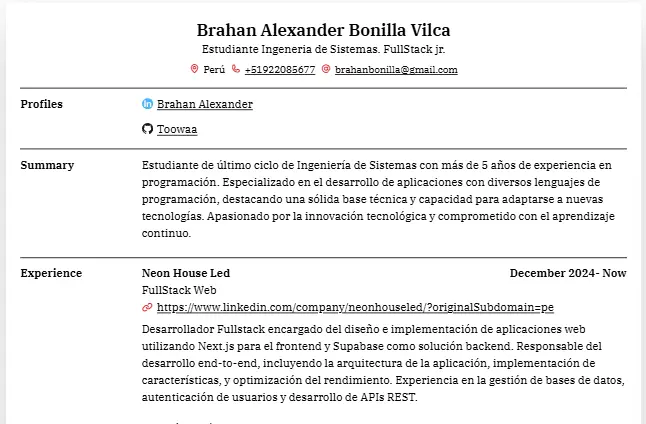 Brahan Alexander Bonilla Vilca
Estudiante Ingeneria de Sistemas. FullStack jr.
Perú +51922085677 brahanbonilla@gmail.com
Profiles
Brahan Alexander
Toowaa
Summary
Estudiante de último ciclo de Ingeniería de Sistemas con más de 5 años de experiencia en
programación. Especializado en el desarrollo de aplicaciones con diversos lenguajes de
programación, destacando una sólida base técnica y capacidad para adaptarse a nuevas
tecnologías. Apasionado por la innovación tecnológica y comprometido con el aprendizaje
continuo.
Experience
Neon House Led December 2024- Now
FullStack Web
https://www.linkedin.com/company/neonhouseled/?originalSubdomain=pe
Desarrollador Fullstack encargado del diseño e implementación de aplicaciones web
utilizando Next.js para el frontend y Supabase como solución backend. Responsable del
desarrollo end-to-end, incluyendo la arquitectura de la aplicación, implementación de
características, y optimización del rendimiento. Experiencia en la gestión de bases de datos,
autenticación de usuarios y desarrollo de APIs REST.